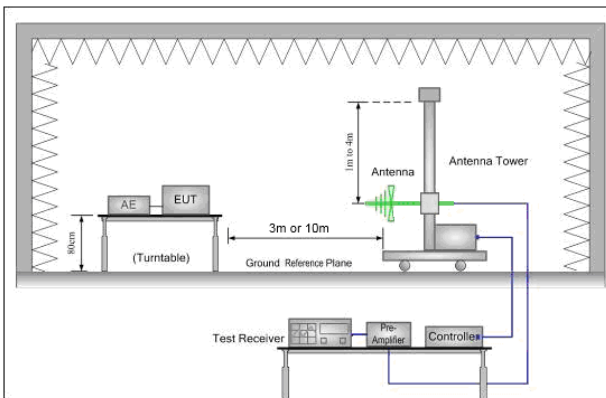 1m to 4m
Antenna
Antenna Tower
AE
EUT
3m or 10m
80cm
(Turntable)
Ground Reference Plane
Test Receiver
Pre-
Amplifier
Controller